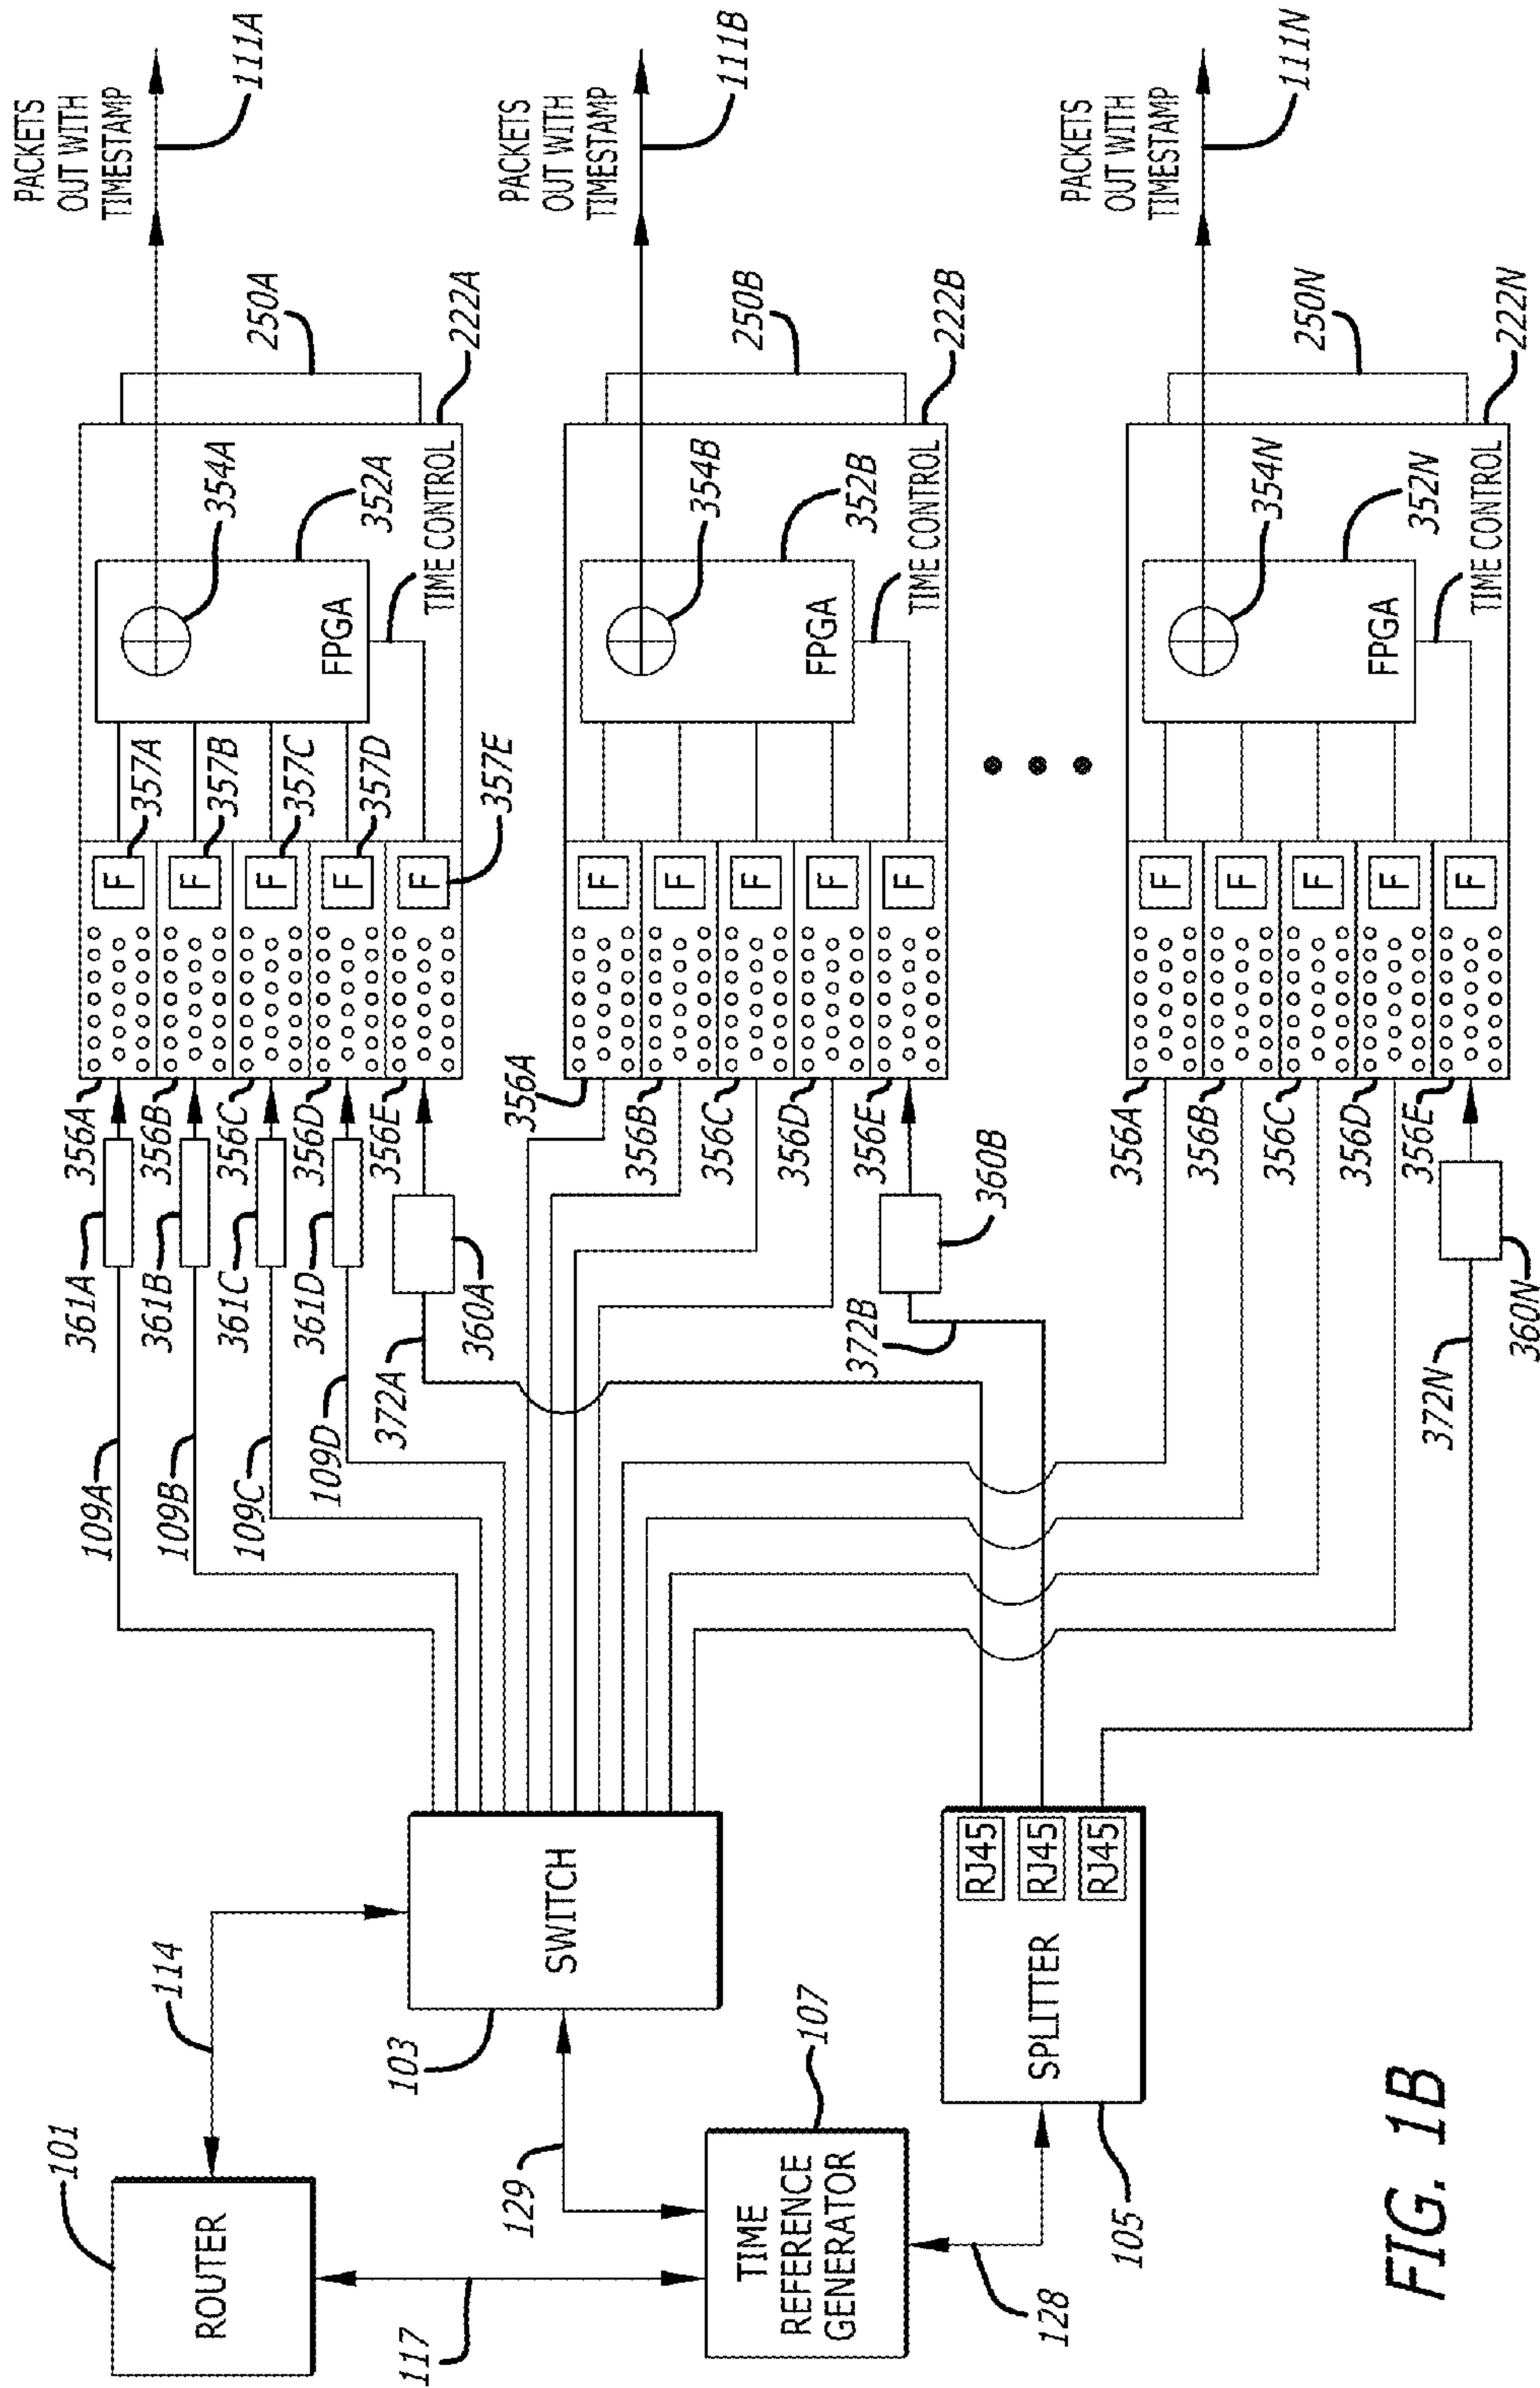 101
ROUTER
114
117
129
103
SWITCH
TIME
REFERENCE
GENERATOR
107
128
SPLITTER
105
RJ45
RJ45
RJ45
109A
109B
109C
109D
361A
361B
361C
361D
372A
360A
356A
356B
356C
356D
356E
F
F
F
F
F
357A
357B
357C
357D
357E
FPGA
354A
352A
TIME CONTROL
222A
250A
PACKETS
OUT WITH
TIMESTAMP
111A
372B
360B
356A
356B
356C
356D
356E
F
F
F
F
F
FPGA
354B
352B
TIME CONTROL
222B
250B
PACKETS
OUT WITH
TIMESTAMP
111B
372N
360N
356A
356B
356C
356D
356E
F
F
F
F
F
FPGA
354N
352N
TIME CONTROL
222N
250N
PACKETS
OUT WITH
TIMESTAMP
111N
FIG. 1B